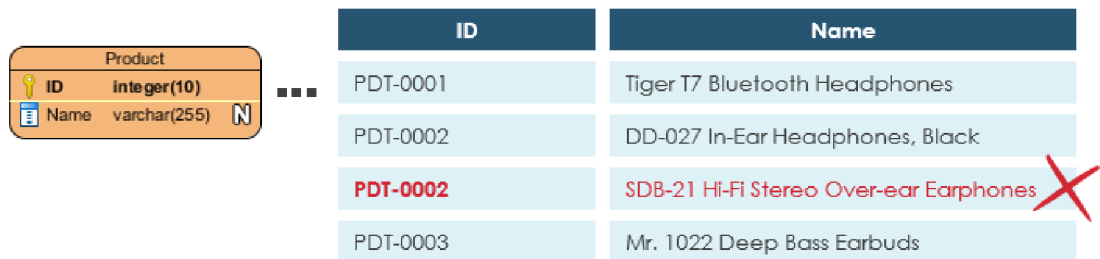 Product
ID integer(10)
Name varchar(255) N
ID Name
PDT-0001 Tiger T7 Bluetooth Headphones
PDT-0002 DD-027 In-Ear Headphones, Black
PDT-0002 SDB-21 Hi-Fi Stereo Over-ear Earphones
PDT-0003 Mr. 1022 Deep Bass Earbuds